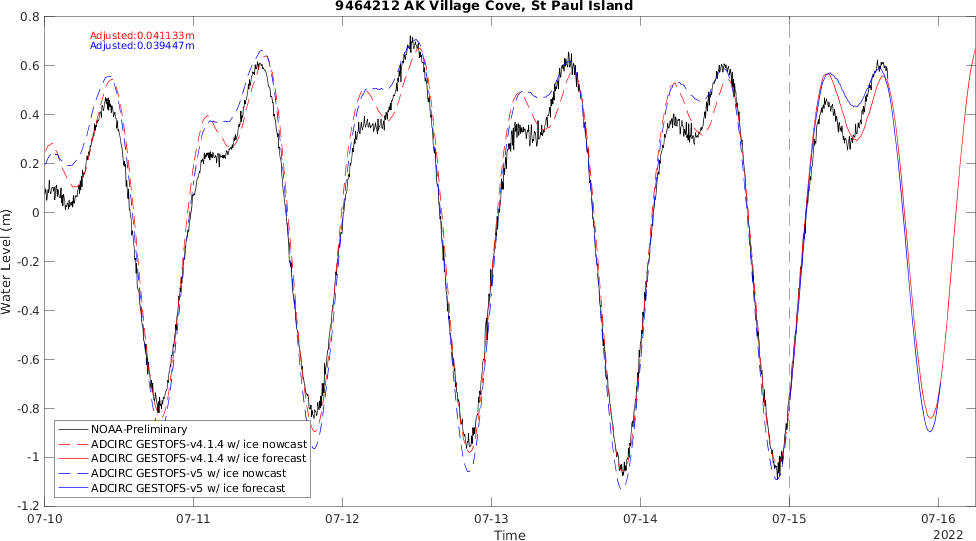 9464212 AK Village Cove, St Paul Island
Adjusted:0.041133m
Adjusted:0.039447m
Water Level (m)
0.8
0.6
0.4
0.2
0
-0.2
-0.4
-0.6
-0.8
-1
-1.2
NOAA-Preliminary
ADCIRC GESTOFS-v4.1.4 w/ ice nowcast
ADCIRC GESTOFS-v4.1.4 w/ ice forecast
ADCIRC GESTOFS-v5 w/ ice nowcast
ADCIRC GESTOFS-v5 w/ ice forecast
07-10 07-11 07-12 07-13 07-14 07-15 07-16
Time
2022